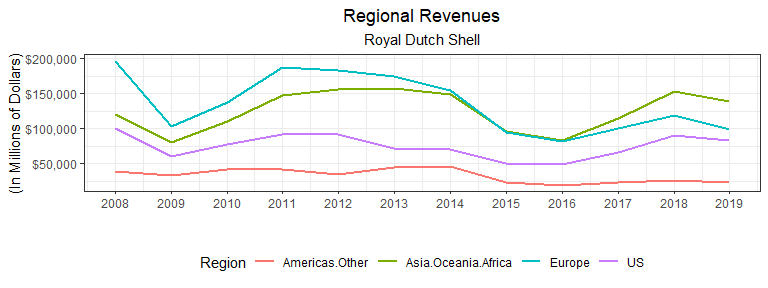 Regional Revenues
Royal Dutch Shell
(In Millions of Dollars)
$200,000
$150,000
$100,000
$50,000
2008 2009 2010 2011 2012 2013 2014 2015 2016 2017 2018 2019
Region Americas.Other Asia.Oceania.Africa Europe US